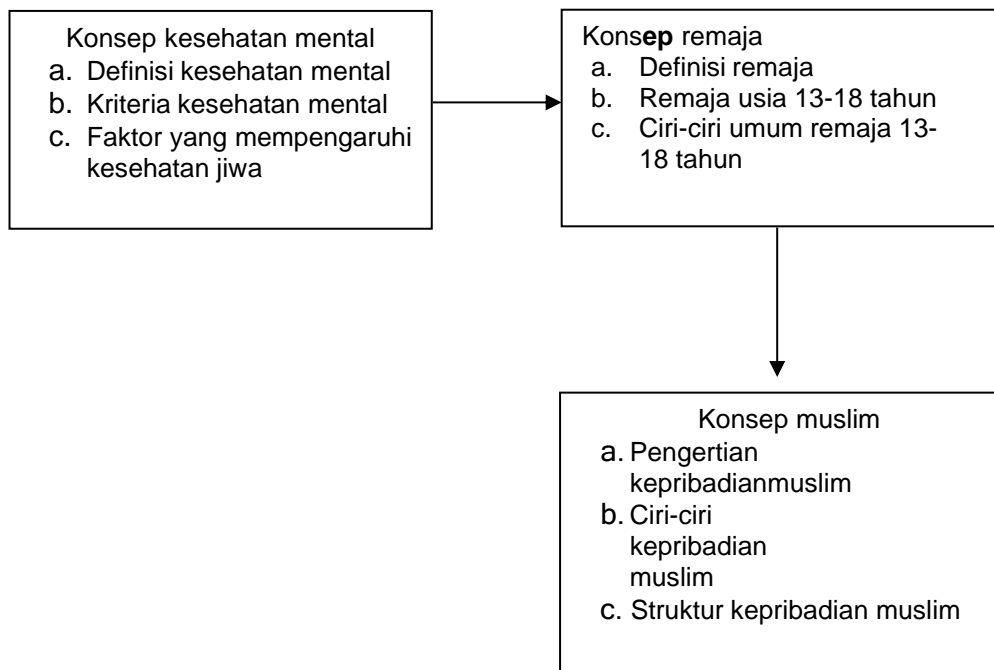 Konsep kesehatan mental
a. Definisi kesehatan mental
b. Kriteria kesehatan mental
c. Faktor yang mempengaruhi
kesehatan jiwa
Konsep remaja
a. Definisi remaja
b. Remaja usia 13-18 tahun
c. Ciri-ciri umum remaja 13-
18 tahun
Konsep muslim
a. Pengertian
kepribadianmuslim
b. Ciri-ciri
kepribadian
muslim
c. Struktur kepribadian muslim